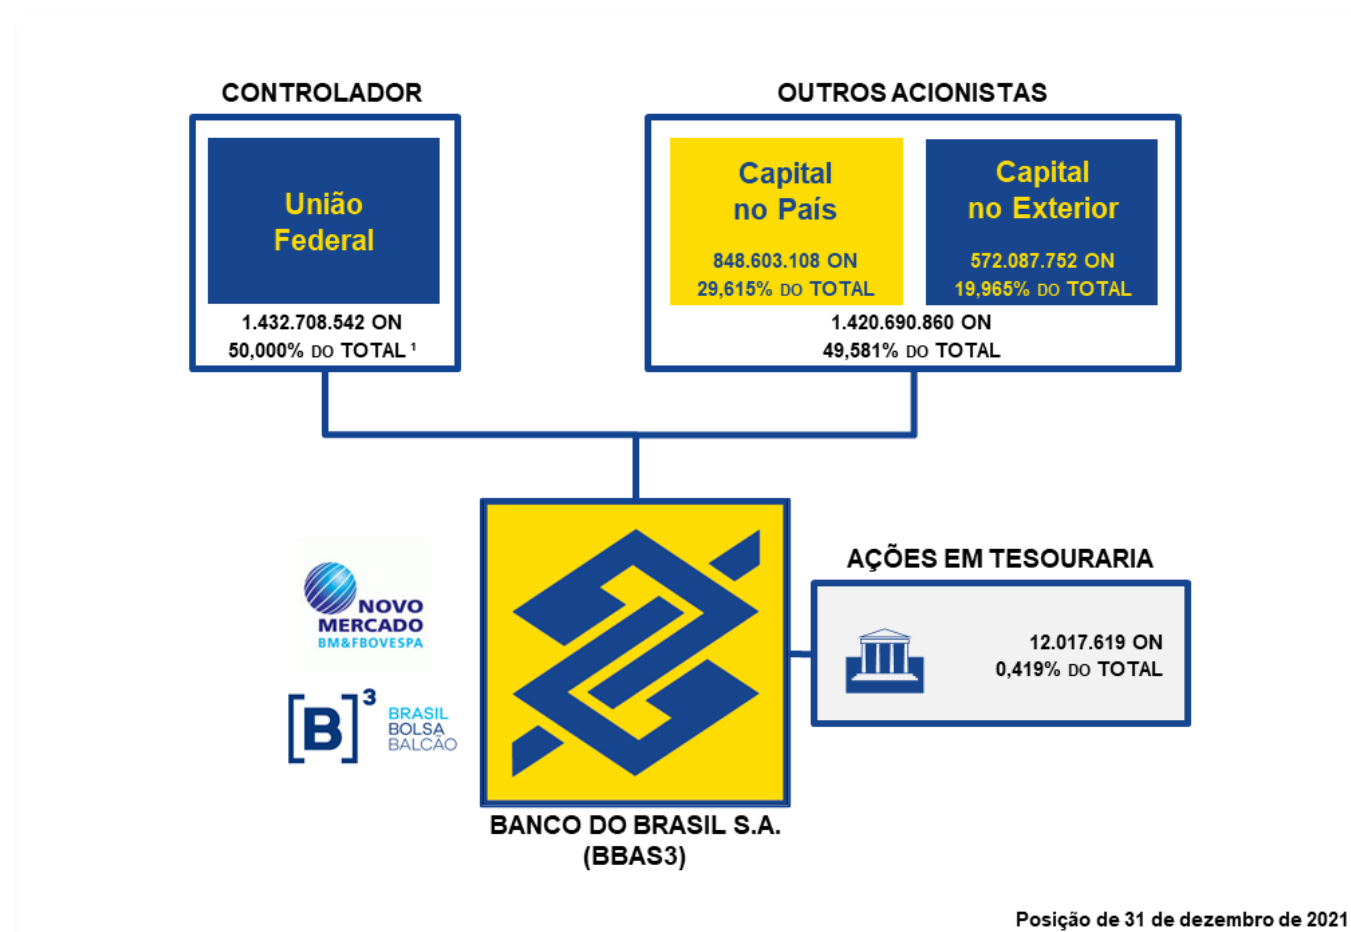 CONTROLADOR
União
Federal
1.432.708.542 ON
50,000% DO TOTAL ¹
OUTROS ACIONISTAS
Capital
no País
848.603.108 ON
29,615% DO TOTAL
Capital
no Exterior
572.087.752 ON
19,965% DO TOTAL
1.420.690.860 ON
49,581% DO TOTAL
NOVO
MERCADO
BM&FBOVESPA
[B]³
BRASIL
BOLSA
BALCÃO
BANCO DO BRASIL S.A.
(BBAS3)
AÇÕES EM TESOURARIA
12.017.619 ON
0,419% DO TOTAL
Posição de 31 de dezembro de 2021